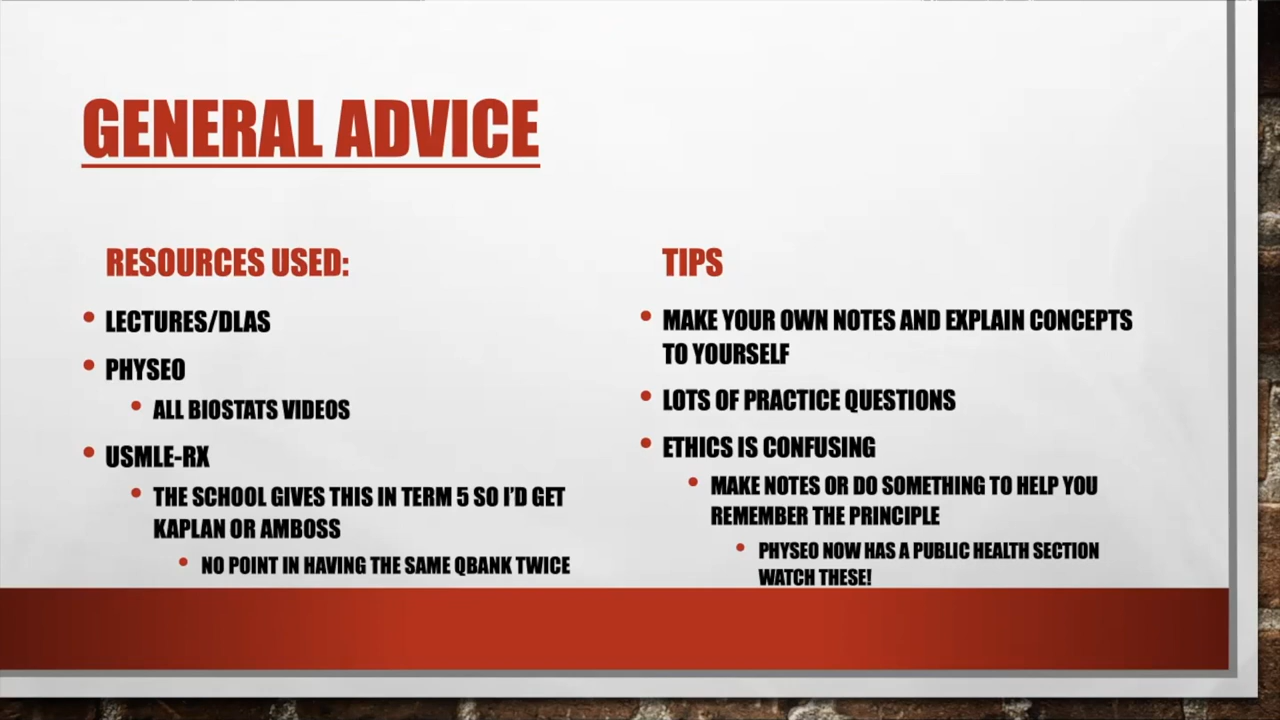 GENERAL ADVICE
RESOURCES USED:
• LECTURES/DLAS
• PHYSEO
• ALL BIOSTATS VIDEOS
• USMLE-RX
• THE SCHOOL GIVES THIS IN TERM 5 SO I'D GET
KAPLAN OR AMBOSS
• NO POINT IN HAVING THE SAME QBANK TWICE
TIPS
• MAKE YOUR OWN NOTES AND EXPLAIN CONCEPTS
TO YOURSELF
• LOTS OF PRACTICE QUESTIONS
• ETHICS IS CONFUSING
• MAKE NOTES OR DO SOMETHING TO HELP YOU
REMEMBER THE PRINCIPLE
• PHYSEO NOW HAS A PUBLIC HEALTH SECTION
WATCH THESE!